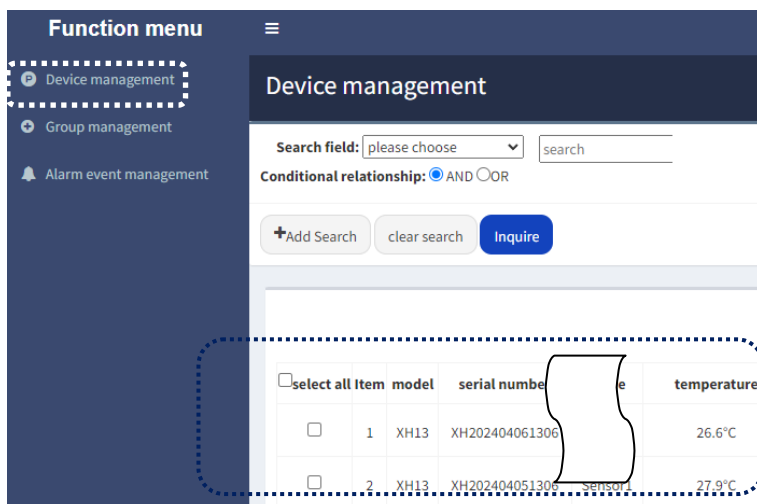 Function menu
Device management
Group management
Alarm event management
Device management
Search field: please choose search
Conditional relationship: AND OR
Add Search clear search Inquire
select all Item model serial numbe e temperature
1 XH13 XH202404061306 26.6°C
2 XH13 XH202404051306 Sensor1 27.9°C